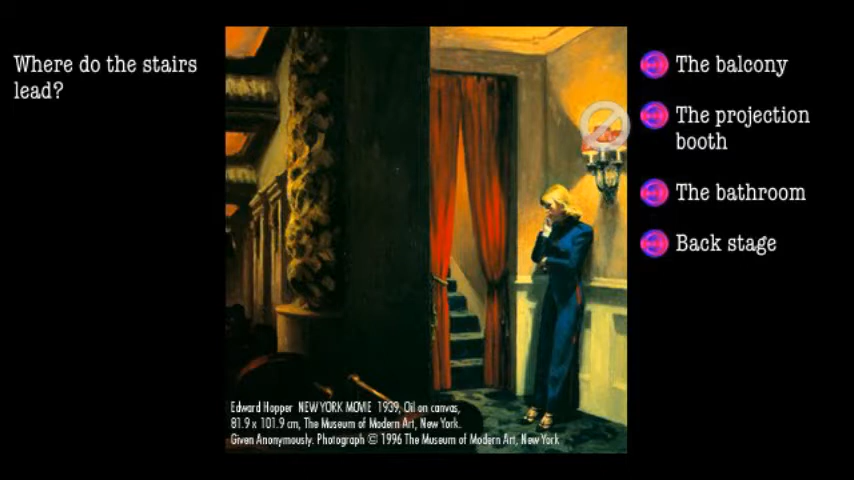 Where do the stairs
lead?
The balcony
The projection
booth
The bathroom
Back stage
Edward Hopper NEW YORK MOVIE 1939, Oil on canvas,
81.9 x 101.9 cm, The Museum of Modern Art, New York.
Given Anonymously. Photograph © 1996 The Museum of Modern Art, New York